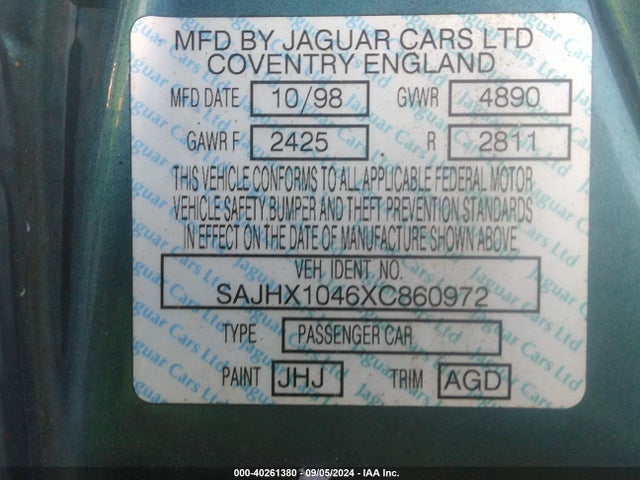 MFD BY JAGUAR CARS LTD
COVENTRY ENGLAND
MFD DATE 10/98 GVWR 4890
GAWR F 2425 R 2811
THIS VEHICLE CONFORMS TO ALL APPLICABLE FEDERAL MOTOR
VEHICLE SAFETY,BUMPER AND THEFT PREVENTION STANDARDS
IN EFFECT ON THE DATE OF MANUFACTURE SHOWN ABOVE
VEH IDENT NO.
SAJHX1046XC860972
TYPE PASSENGER CAR
PAINT JHJ TRIM AGD
000-40261380 - 09/05/2024 - IAA Inc.